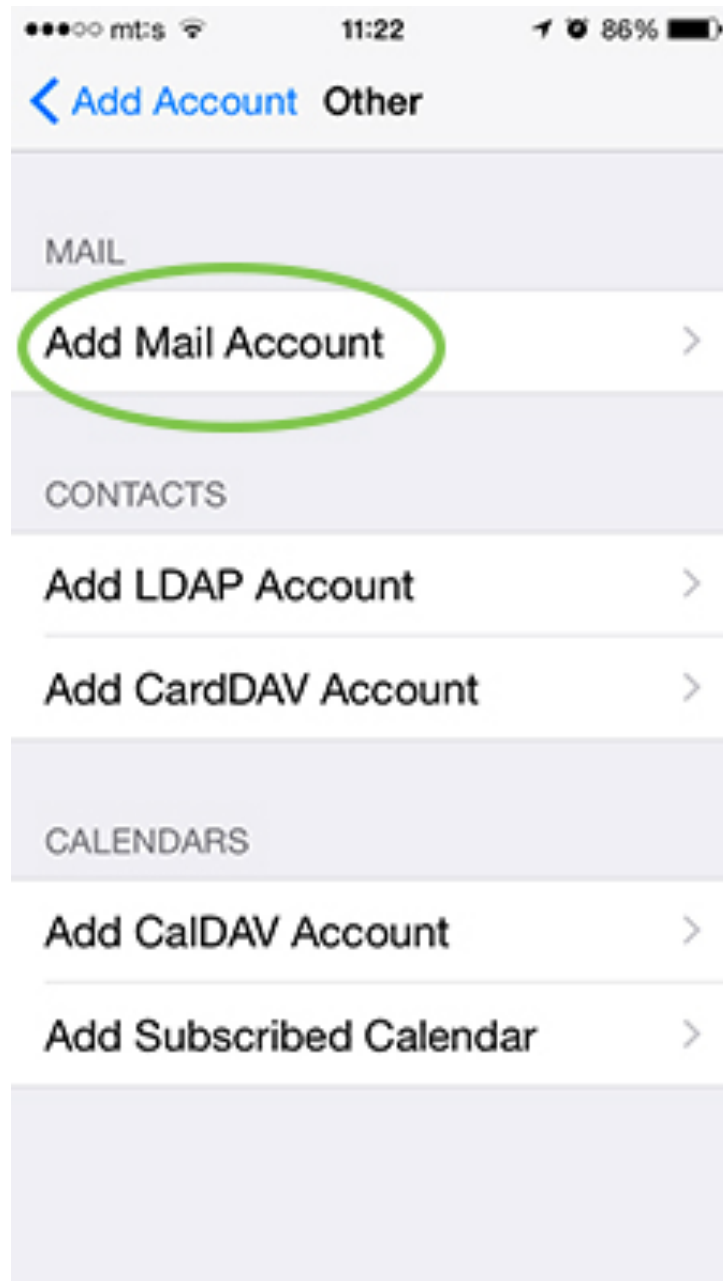 mt:s 11:22 86%
Add Account Other
MAIL
Add Mail Account
CONTACTS
Add LDAP Account
Add CardDAV Account
CALENDARS
Add CalDAV Account
Add Subscribed Calendar